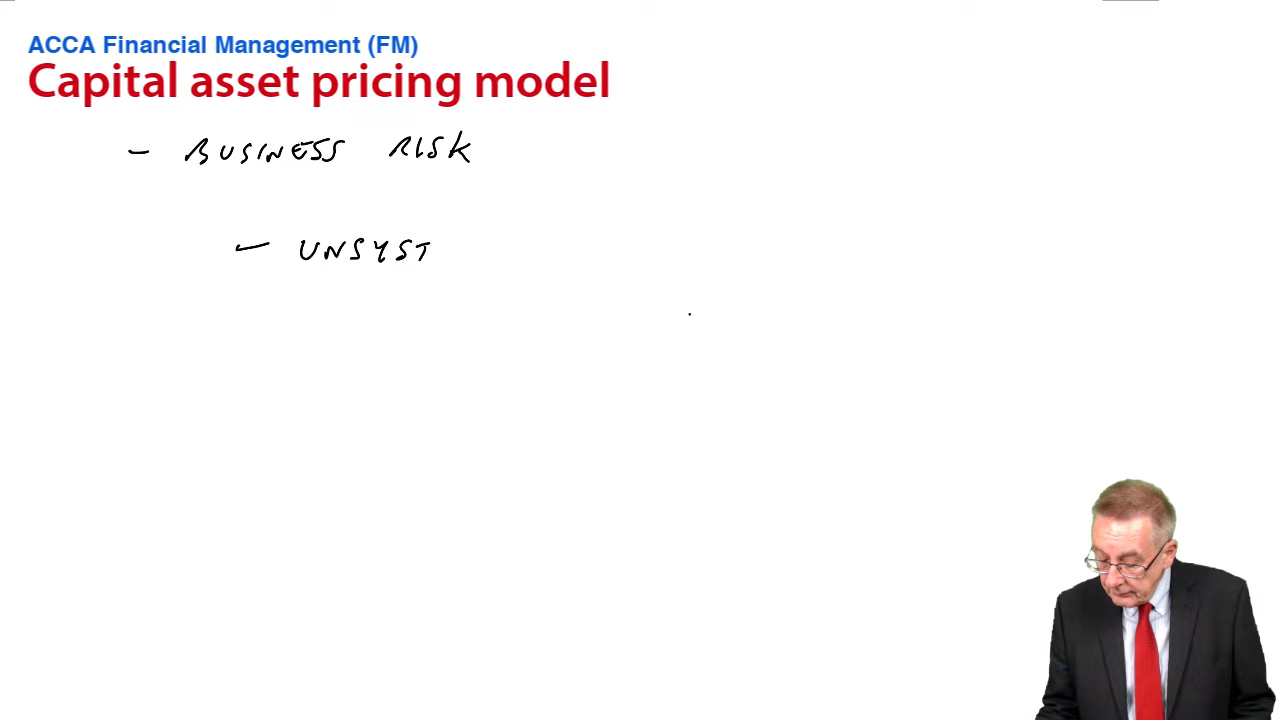 ACCA Financial Management (FM)
Capital asset pricing model
- BUSINESS RISK
- UNSYST